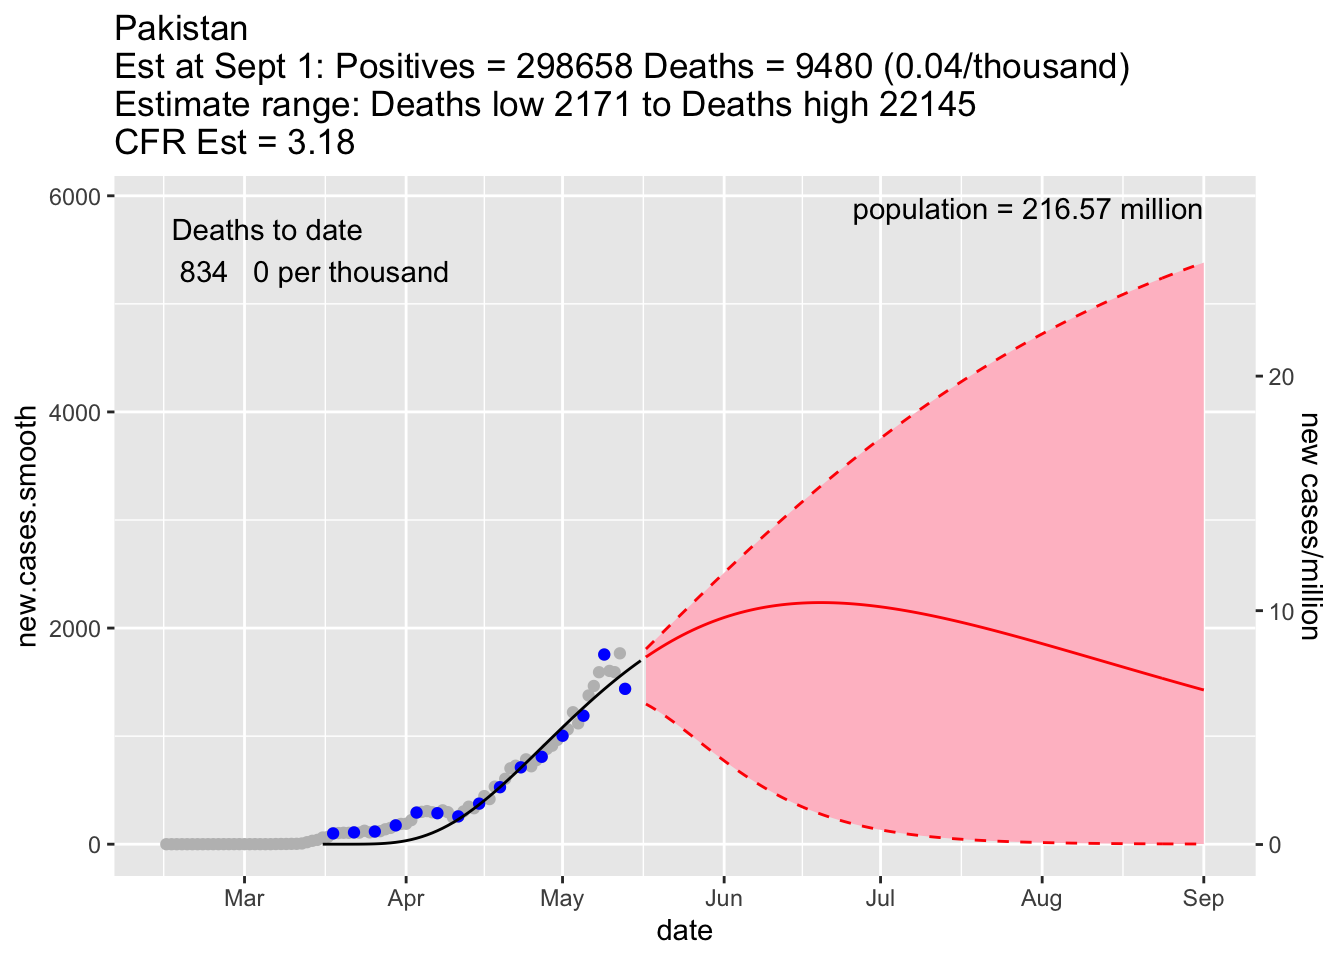 Pakistan
Est at Sept 1: Positives = 298658 Deaths = 9480 (0.04/thousand)
Estimate range: Deaths low 2171 to Deaths high 22145
CFR Est = 3.18
Deaths to date
834 0 per thousand
population = 216.57 million
new.cases.smooth
6000
4000
2000
0
20
10
0
new cases/million
Mar Apr May Jun Jul Aug Sep
date